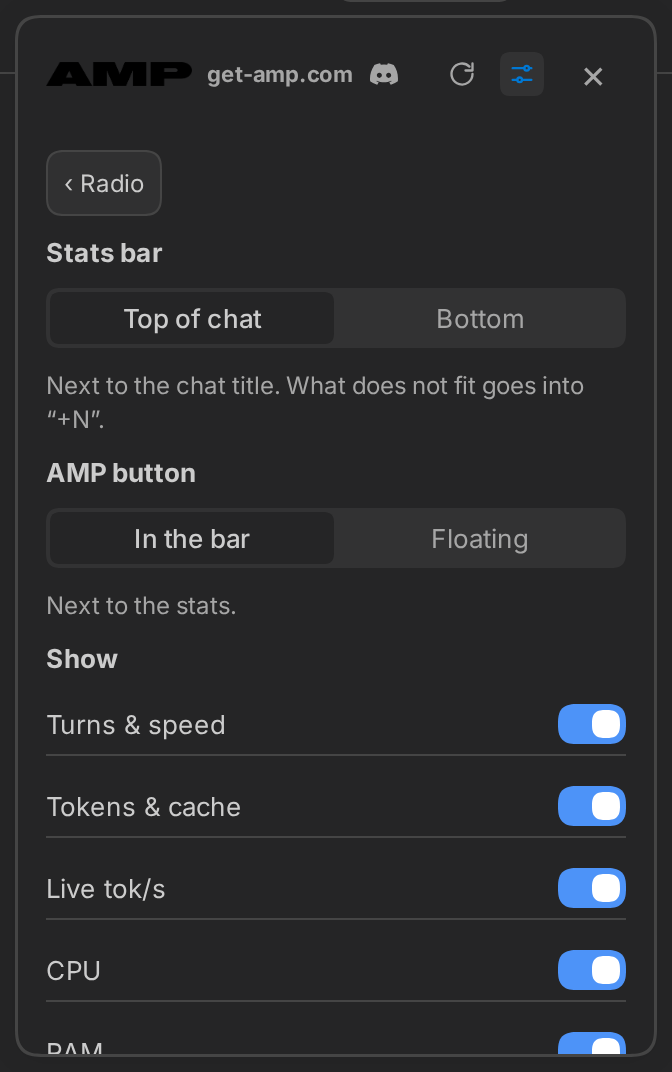 AMP get-amp.com
‹ Radio
Stats bar
Top of chat Bottom
Next to the chat title. What does not fit goes into
“+N”.
AMP button
In the bar Floating
Next to the stats.
Show
Turns & speed
Tokens & cache
Live tok/s
CPU
RAM